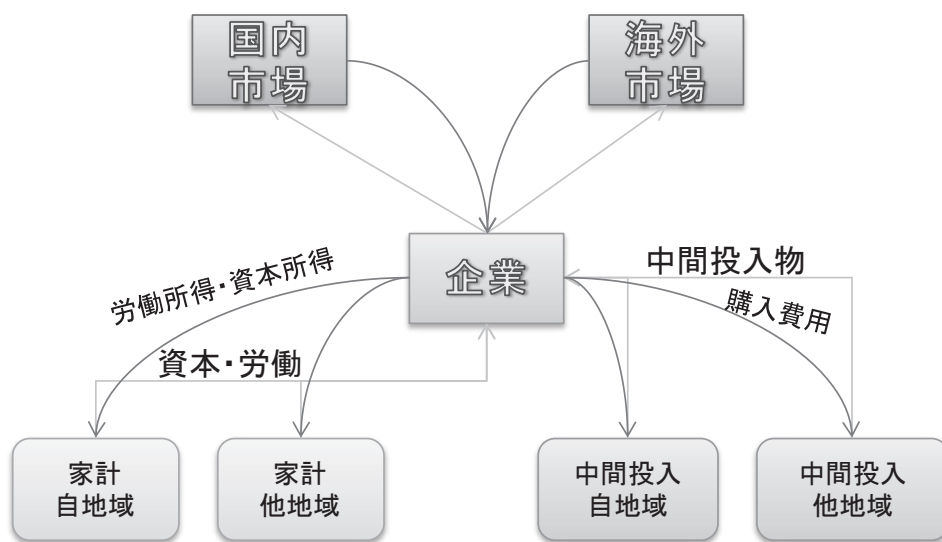 国内
市場
海外
市場
企業
労働所得・資本所得
中間投入物
購入費用
資本・労働
家計
自地域
家計
他地域
中間投入
自地域
中間投入
他地域